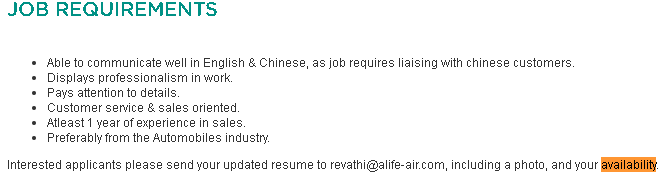 JOB REQUIREMENTS
Able to communicate well in English & Chinese, as job requires liaising with chinese customers.
Displays professionalism in work.
Pays attention to details.
Customer service & sales oriented.
Atleast 1 year of experience in sales.
Preferably from the Automobiles industry.
Interested applicants please send your updated resume to revathi@alife-air.com, including a photo, and your availability.